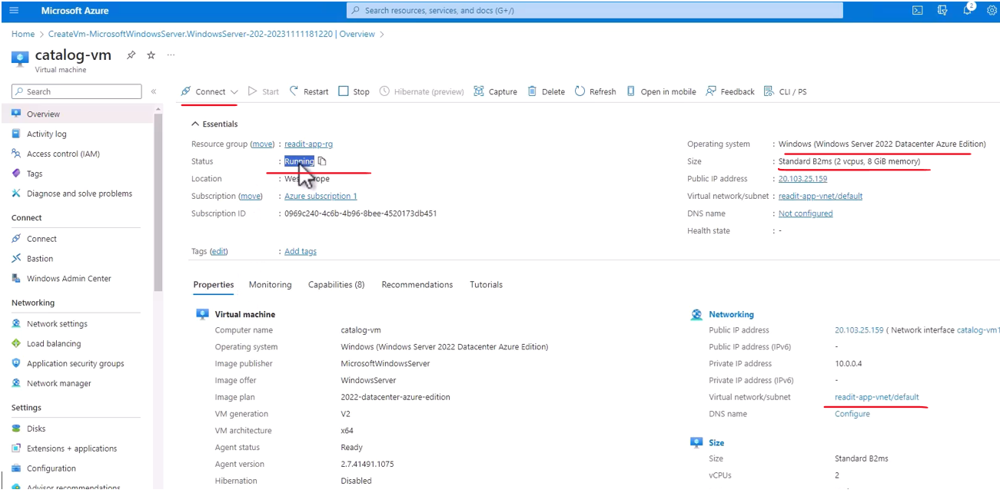 Microsoft Azure
Search resources, services, and docs (G+/)
2
Home > CreateVm-MicrosoftWindowsServer.WindowsServer-202-20231111181220 | Overview >
catalog-vm
Virtual machine
Search
Connect Start Restart Stop Hibernate (preview) Capture Delete Refresh Open in mobile Feedback CLI / PS
Overview
Activity log
Access control (IAM)
Tags
Diagnose and solve problems
Connect
Connect
Bastion
Windows Admin Center
Networking
Network settings
Load balancing
Application security groups
Network manager
Settings
Disks
Extensions + applications
Configuration
Advisor recommendations
Essentials
Resource group (move) : readit-app-rg
Status : Running
Location :
Subscription (move) : Azure subscription 1
Subscription ID : 0969c240-4c6b-4b96-8bee-4520173db451
Tags (edit) : Add tags
Operating system : Windows (Windows Server 2022 Datacenter Azure Edition)
Size : Standard B2ms (2 vcpus, 8 GiB memory)
Public IP address : 20.103.25.159
Virtual network/subnet : readit-app-vnet/default
DNS name : Not configured
Health state : -
Properties Monitoring Capabilities (8) Recommendations Tutorials
Virtual machine
Computer name catalog-vm
Operating system Windows (Windows Server 2022 Datacenter Azure Edition)
Image publisher MicrosoftWindowsServer
Image offer WindowsServer
Image plan 2022-datacenter-azure-edition
VM generation V2
VM architecture x64
Agent status Ready
Agent version 2.7.41491.1075
Hibernation Disabled
Networking
Public IP address 20.103.25.159 ( Network interface catalog-vm1
Public IP address (IPv6) -
Private IP address 10.0.0.4
Private IP address (IPv6) -
Virtual network/subnet readit-app-vnet/default
DNS name Configure
Size
Size Standard B2ms
vCPUs 2